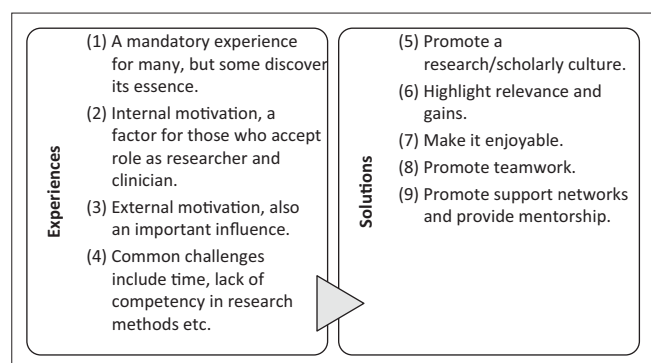 Experiences
(1) A mandatory experience
for many, but some discover
its essence.
(2) Internal motivation, a
factor for those who accept
role as researcher and
clinician.
(3) External motivation, also
an important influence.
(4) Common challenges
include time, lack of
competency in research
methods etc.
Solutions
(5) Promote a
research/scholarly culture.
(6) Highlight relevance and
gains.
(7) Make it enjoyable.
(8) Promote teamwork.
(9) Promote support networks
and provide mentorship.